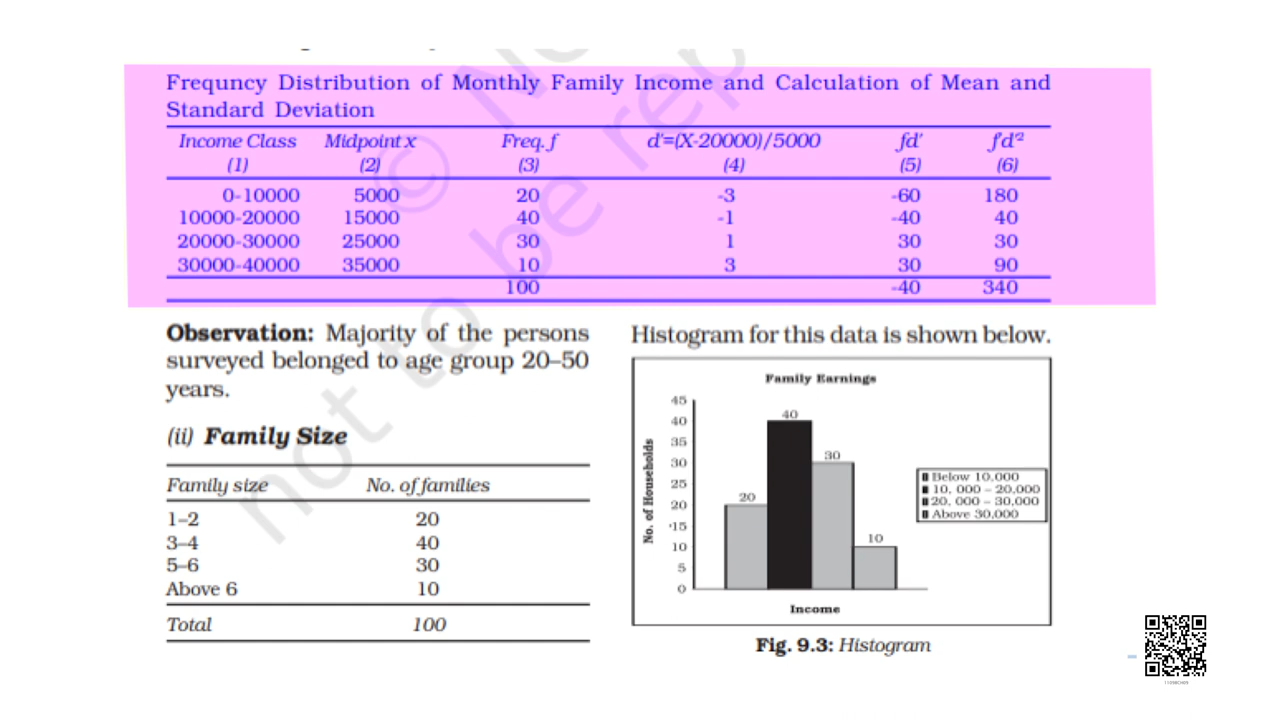 Frequncy Distribution of Monthly Family Income and Calculation of Mean and
Standard Deviation
Income Class Midpoint x Freq. f d'=(X-20000)/5000 fd' f'd'²
(1) (2) (3) (4) (5) (6)
0-10000 5000 20 -3 -60 180
10000-20000 15000 40 -1 -40 40
20000-30000 25000 30 1 30 30
30000-40000 35000 10 3 30 90
100 -40 340
Observation: Majority of the persons
surveyed belonged to age group 20–50
years.
(ii) Family Size
Family size No. of families
1–2 20
3–4 40
5–6 30
Above 6 10
Total 100
Histogram for this data is shown below.
Family Earnings
No. of Households
45
40
35
30
25
20
'15
10
5
0
20
40
30
10
Below 10,000
10, 000 – 20,000
20, 000 – 30,000
Above 30,000
Income
Fig. 9.3: Histogram
not to be rep
© No